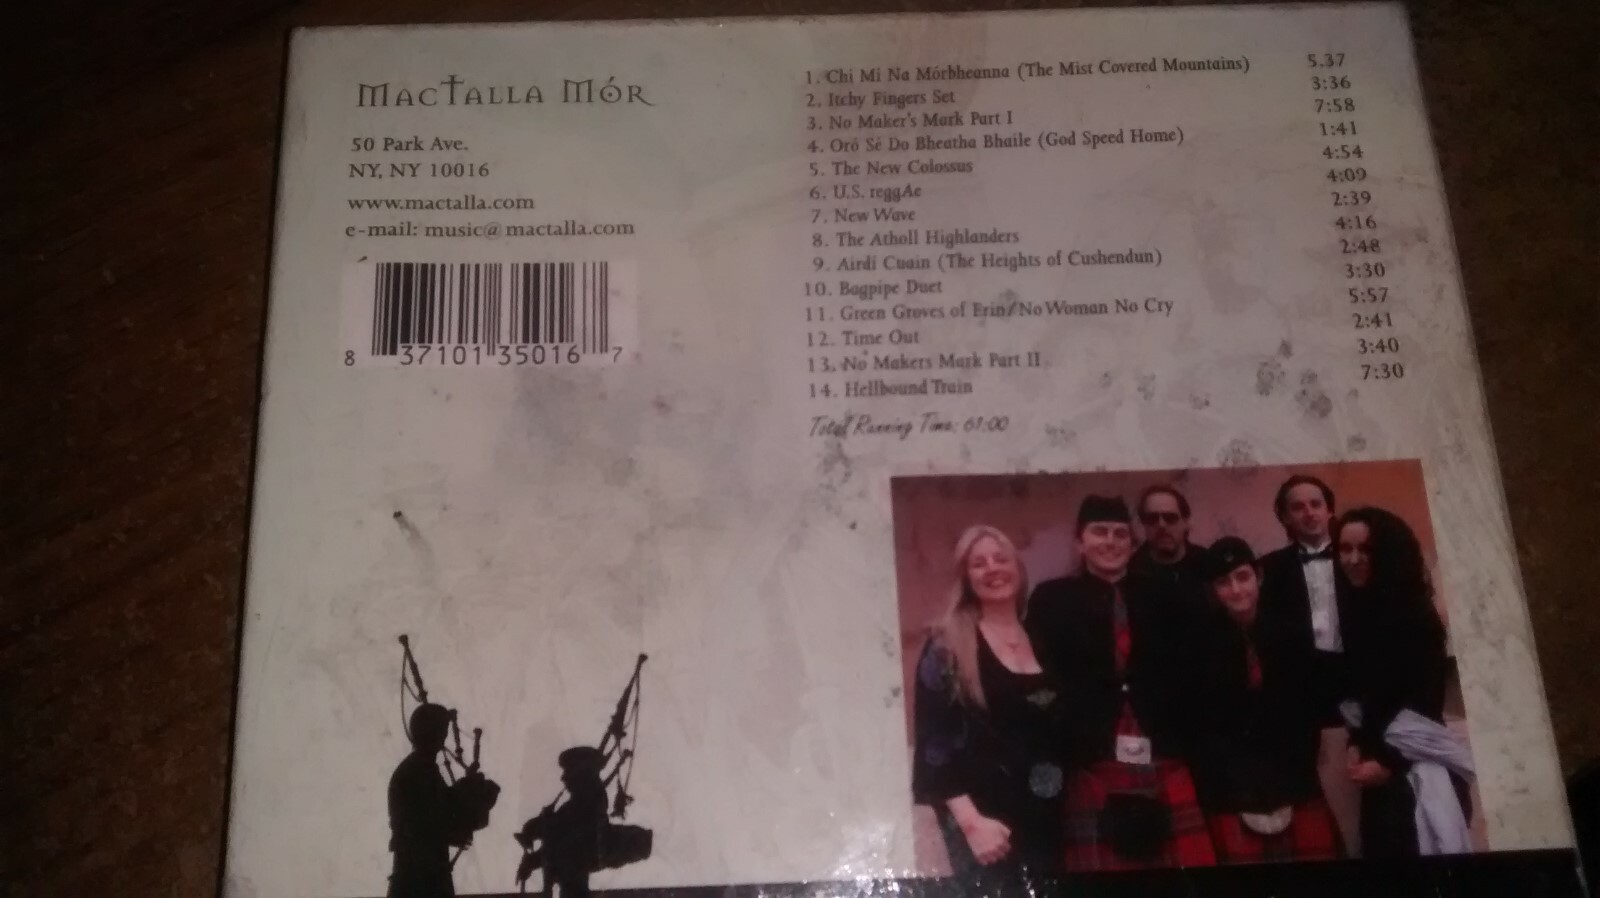 MacTalla Mór
50 Park Ave.
NY, NY 10016
www.mactalla.com
e-mail: music@mactalla.com
8 37101 35016 7
1. Chi Mi Na Mórbheanna (The Mist Covered Mountains) 5.37
2. Itchy Fingers Set 3:36
3. No Maker's Mark Part I 7:58
4. Oró Sé Do Bheatha Bhaile (God Speed Home) 1:41
5. The New Colossus 4:54
6. U.S. reggAe 4:09
7. New Wave 2:39
8. The Atholl Highlanders 4:16
9. Airdí Cuain (The Heights of Cushendun) 2:48
10. Bagpipe Duet 3:30
11. Green Groves of Erin/No Woman No Cry 5:57
12. Time Out 2:41
13. No Makers Mark Part II 3:40
14. Hellbound Train 7:30
Total Running Time: 61:00